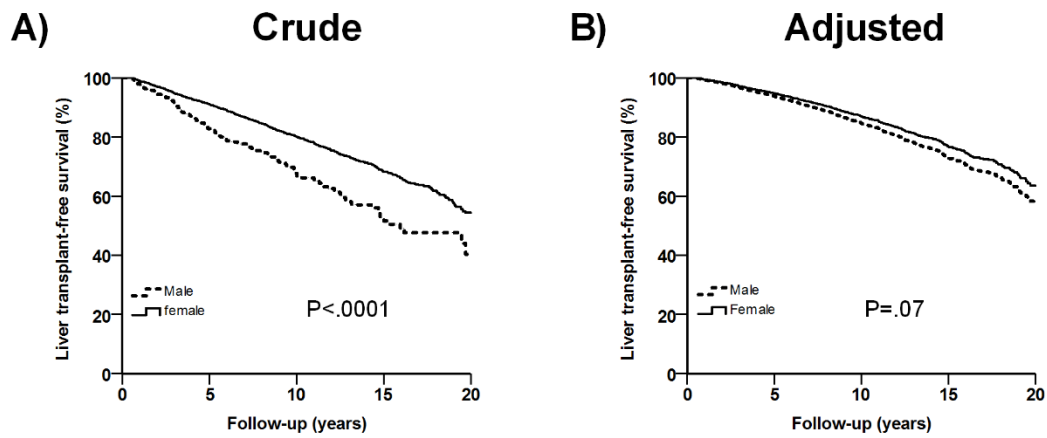 A)
Crude
Liver transplant-free survival (%)
100
80
60
40
20
0
Male
female
P<.0001
0 5 10 15 20
Follow-up (years)
B)
Adjusted
Liver transplant-free survival (%)
100
80
60
40
20
0
Male
Female
P=.07
0 5 10 15 20
Follow-up (years)